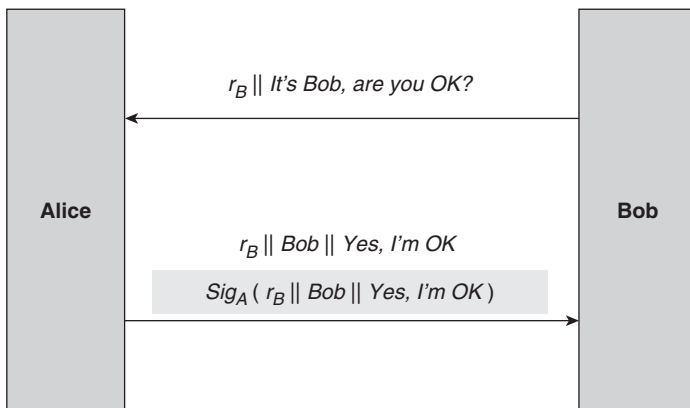 r_B || It's Bob, are you OK?
Alice
Bob
r_B || Bob || Yes, I'm OK
Sig_A ( r_B || Bob || Yes, I'm OK )